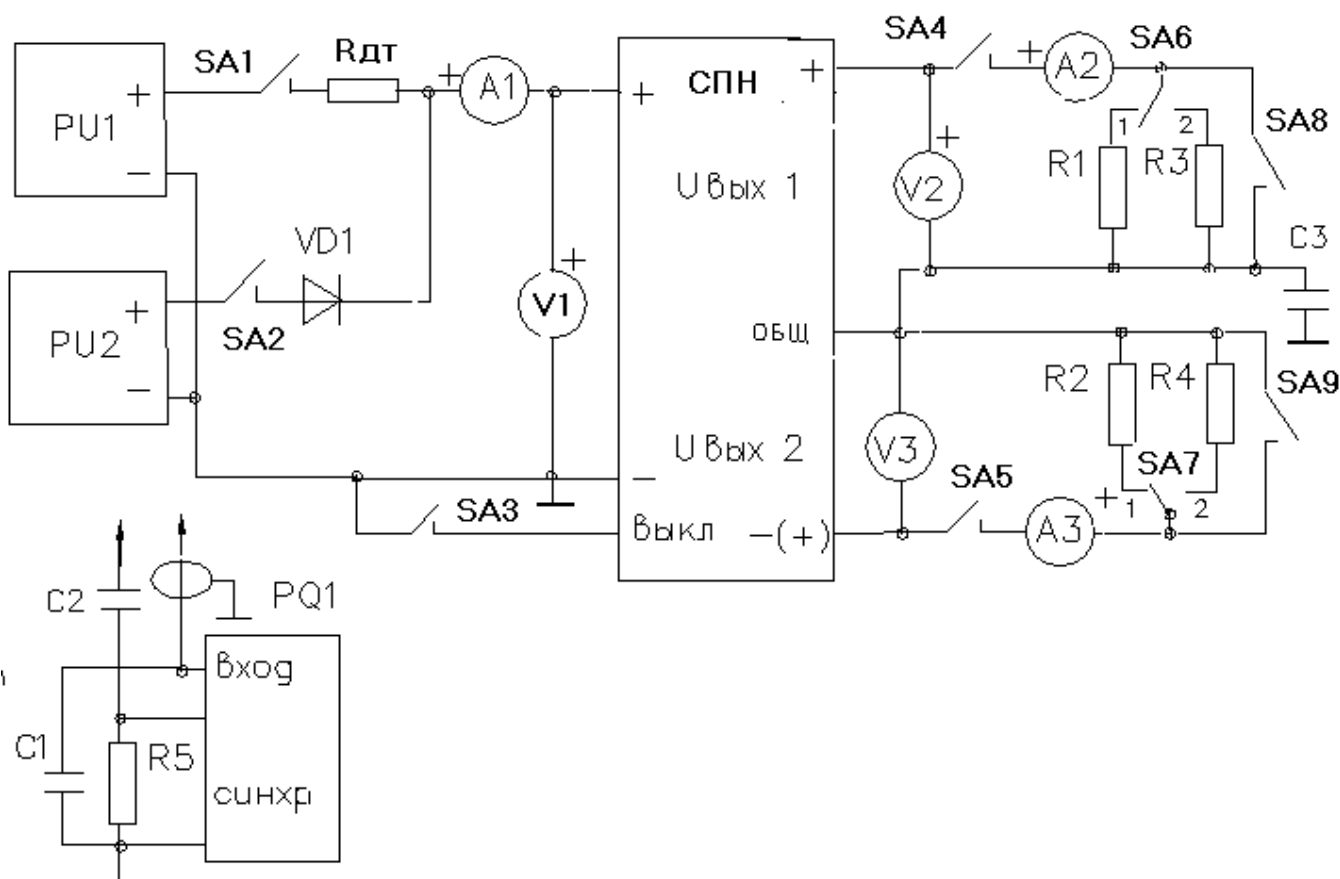 PU1
+
−
SA1
Rдт
+
A1
PU2
+
−
SA2
VD1
+
V1
СПН
+
+
Uвых 1
общ
Uвых 2
−
выкл
−(+)
SA3
SA4
+
A2
SA6
+
V2
1
2
R1
R3
SA8
C3
R2
R4
SA9
V3
SA5
+
A3
SA7
1
2
C2
PQ1
вход
C1
R5
синхр